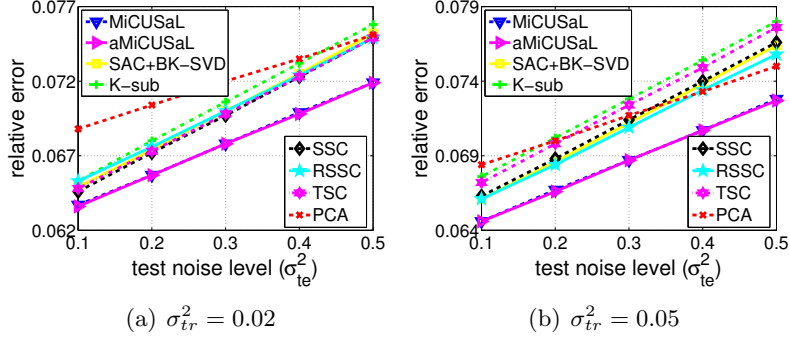 0.077
0.072
0.067
0.062
relative error
MiCUSaL
aMiCUSaL
SAC+BK−SVD
K−sub
SSC
RSSC
TSC
PCA
0.1 0.2 0.3 0.4 0.5
test noise level (σ²te)
(a) σ²tr = 0.02
0.079
0.074
0.069
0.064
relative error
MiCUSaL
aMiCUSaL
SAC+BK−SVD
K−sub
SSC
RSSC
TSC
PCA
0.1 0.2 0.3 0.4 0.5
test noise level (σ²te)
(b) σ²tr = 0.05